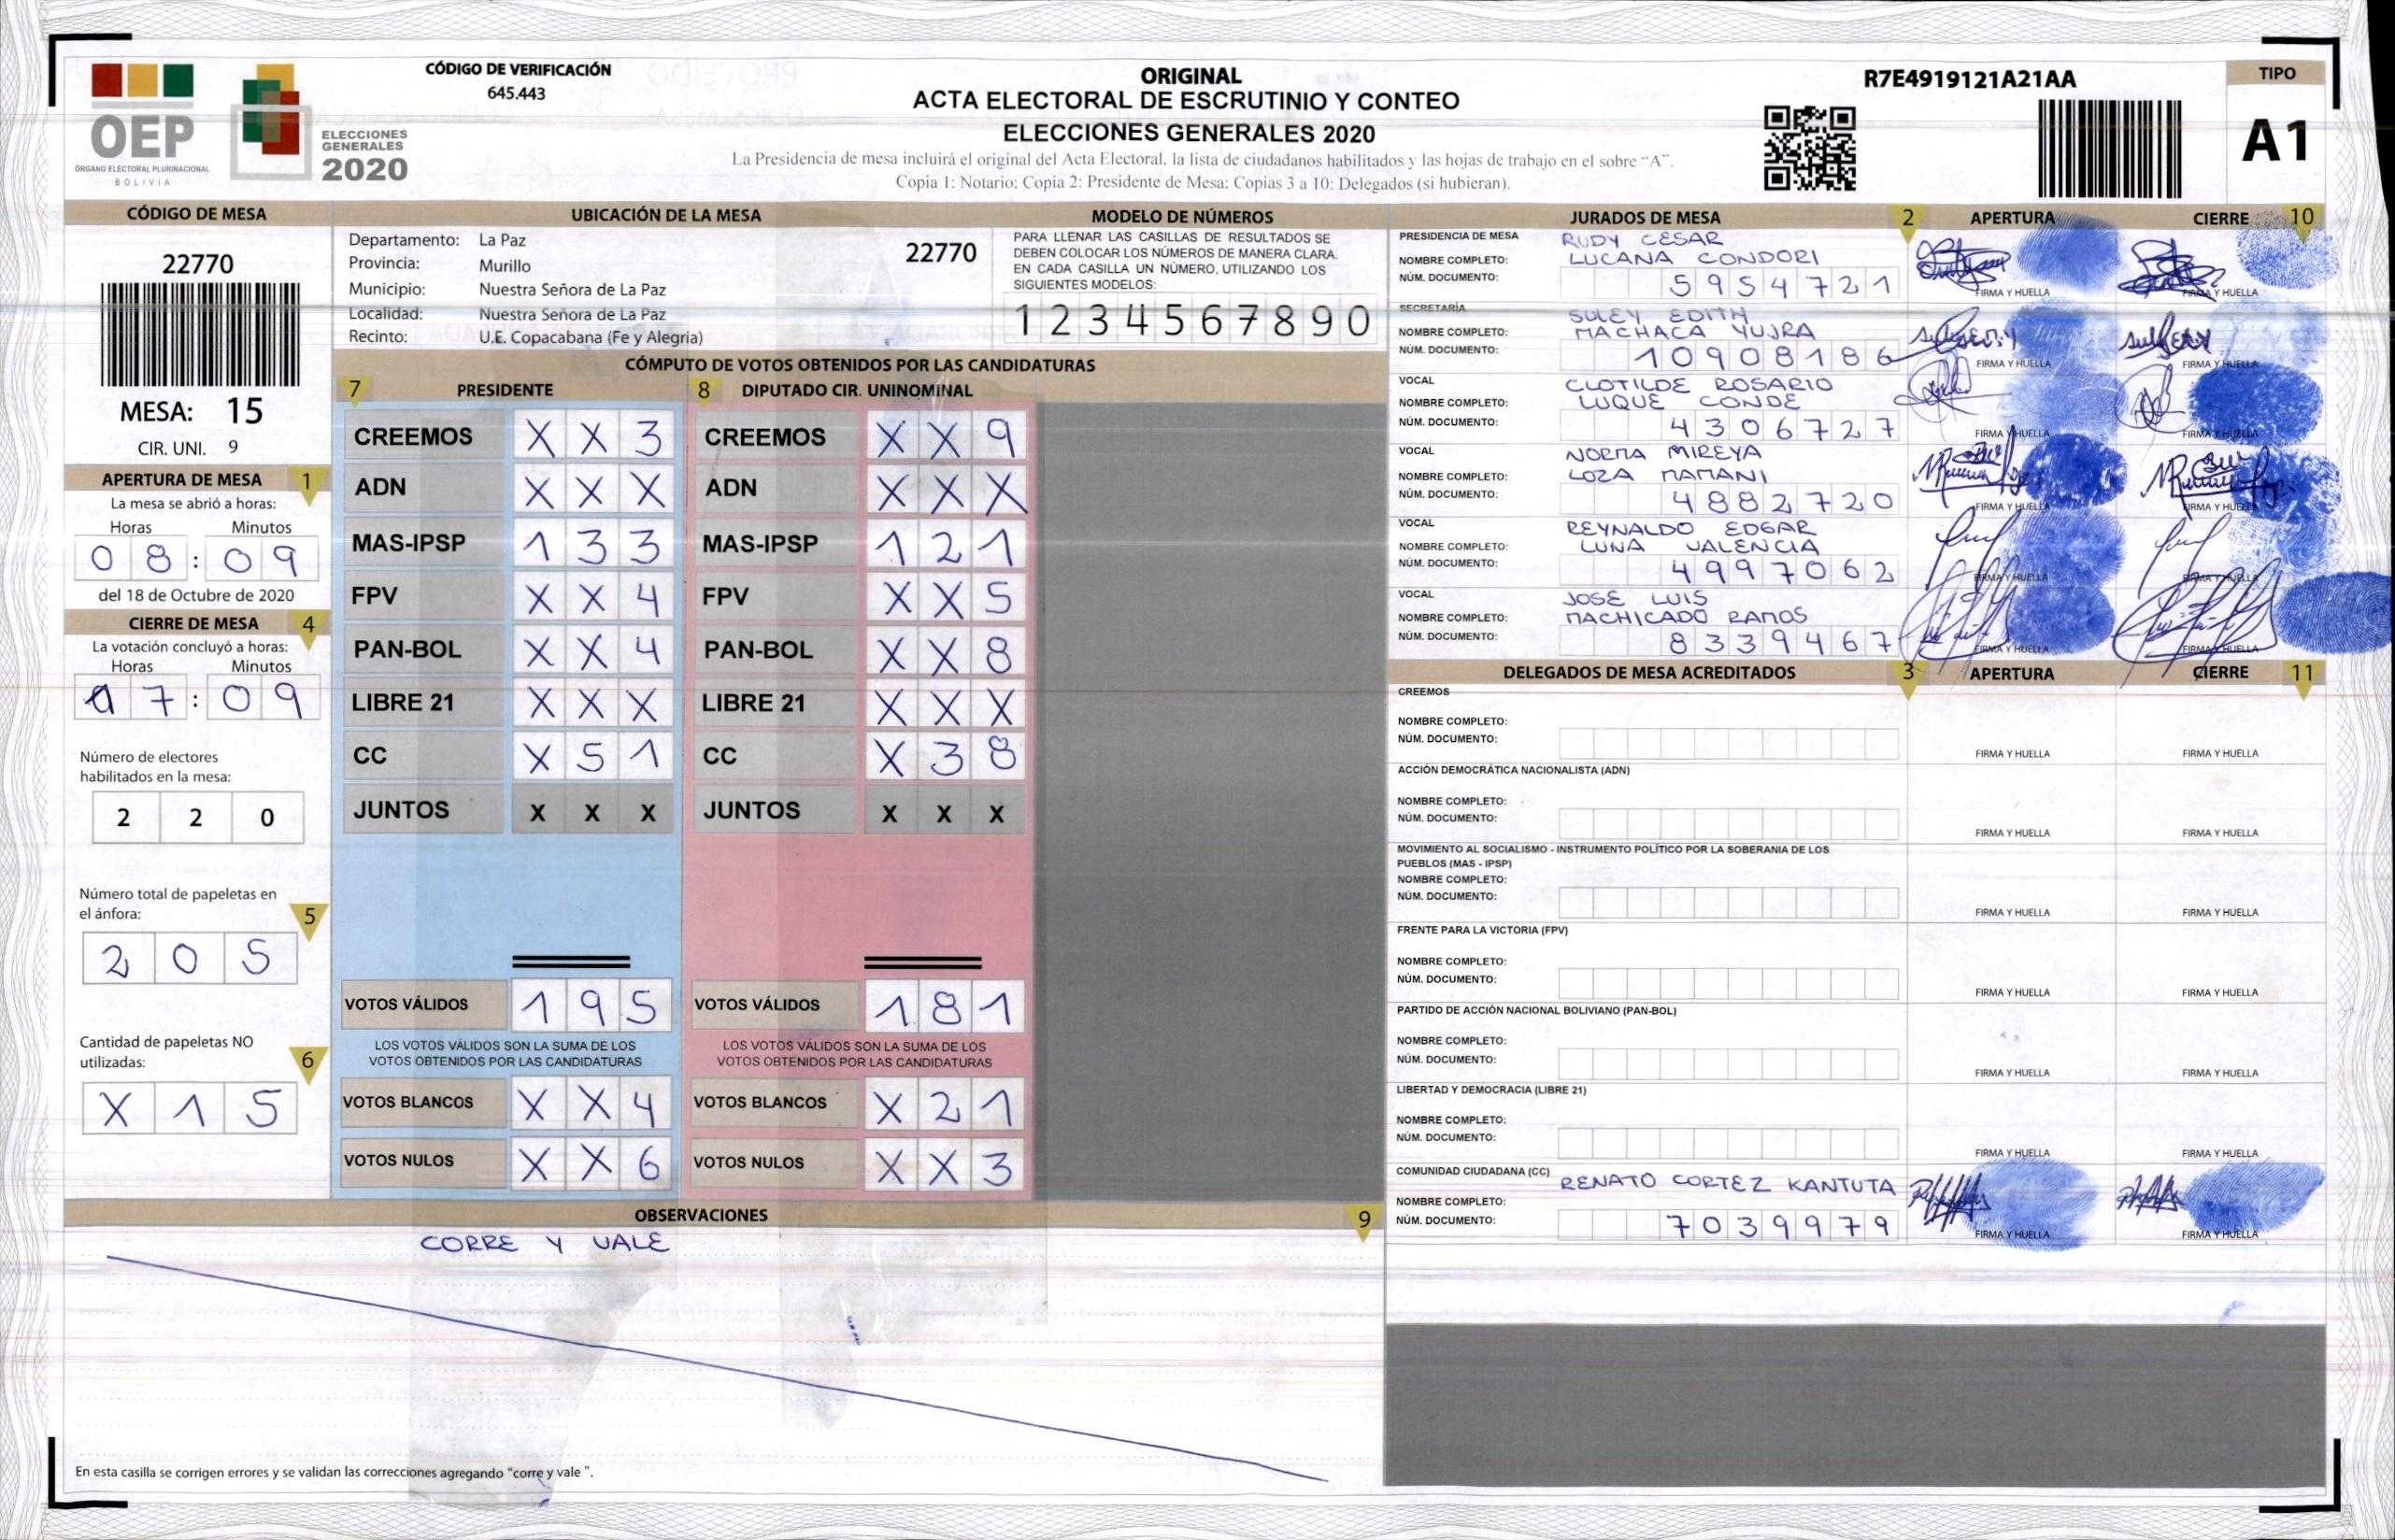 OEP
ÓRGANO ELECTORAL PLURINACIONAL
BOLIVIA
ELECCIONES
GENERALES
2020
CÓDIGO DE VERIFICACIÓN
645.443
ORIGINAL
ACTA ELECTORAL DE ESCRUTINIO Y CONTEO
ELECCIONES GENERALES 2020
La Presidencia de mesa incluirá el original del Acta Electoral, la lista de ciudadanos habilitados y las hojas de trabajo en el sobre "A".
Copia 1: Notario; Copia 2: Presidente de Mesa; Copias 3 a 10: Delegados (si hubieran).
R7E4919121A21AA
TIPO
A1
CÓDIGO DE MESA
22770
MESA: 15
CIR. UNI. 9
APERTURA DE MESA 1
La mesa se abrió a horas:
Horas Minutos
0 8 : 0 9
del 18 de Octubre de 2020
CIERRE DE MESA 4
La votación concluyó a horas:
Horas Minutos
1 7 : 0 9
Número de electores
habilitados en la mesa:
2 2 0
Número total de papeletas en
el ánfora: 5
2 0 5
Cantidad de papeletas NO
utilizadas: 6
X 1 5
UBICACIÓN DE LA MESA
Departamento: La Paz
Provincia: Murillo
Municipio: Nuestra Señora de La Paz
Localidad: Nuestra Señora de La Paz
Recinto: U.E. Copacabana (Fe y Alegria)
22770
MODELO DE NÚMEROS
PARA LLENAR LAS CASILLAS DE RESULTADOS SE
DEBEN COLOCAR LOS NÚMEROS DE MANERA CLARA.
EN CADA CASILLA UN NÚMERO, UTILIZANDO LOS
SIGUIENTES MODELOS:
1 2 3 4 5 6 7 8 9 0
CÓMPUTO DE VOTOS OBTENIDOS POR LAS CANDIDATURAS
7 PRESIDENTE
CREEMOS X X 3
ADN X X X
MAS-IPSP 1 3 3
FPV X X 4
PAN-BOL X X 4
LIBRE 21 X X X
CC X 5 1
JUNTOS X X X
VOTOS VÁLIDOS 1 9 5
LOS VOTOS VÁLIDOS SON LA SUMA DE LOS
VOTOS OBTENIDOS POR LAS CANDIDATURAS
VOTOS BLANCOS X X 4
VOTOS NULOS X X 6
8 DIPUTADO CIR. UNINOMINAL
CREEMOS X X 9
ADN X X X
MAS-IPSP 1 2 1
FPV X X 5
PAN-BOL X X 8
LIBRE 21 X X X
CC X 3 8
JUNTOS X X X
VOTOS VÁLIDOS 1 8 1
LOS VOTOS VÁLIDOS SON LA SUMA DE LOS
VOTOS OBTENIDOS POR LAS CANDIDATURAS
VOTOS BLANCOS X 2 1
VOTOS NULOS X X 3
OBSERVACIONES 9
CORRE Y VALE
En esta casilla se corrigen errores y se validan las correcciones agregando "corre y vale ".
JURADOS DE MESA 2 APERTURA CIERRE 10
PRESIDENCIA DE MESA RUDY CESAR
NOMBRE COMPLETO: LUCANA CONDORI
NÚM. DOCUMENTO: 5954721
FIRMA Y HUELLA FIRMA Y HUELLA
SECRETARÍA SULEY EDITH
NOMBRE COMPLETO: MACHACA YUJRA
NÚM. DOCUMENTO: 10908186
FIRMA Y HUELLA FIRMA Y HUELLA
VOCAL CLOTILDE ROSARIO
NOMBRE COMPLETO: LUQUE CONDE
NÚM. DOCUMENTO: 4306727
FIRMA Y HUELLA FIRMA Y HUELLA
VOCAL NORMA MIREYA
NOMBRE COMPLETO: LOZA MAMANI
NÚM. DOCUMENTO: 4882720
FIRMA Y HUELLA FIRMA Y HUELLA
VOCAL REYNALDO EDGAR
NOMBRE COMPLETO: LUNA VALENCIA
NÚM. DOCUMENTO: 4997062
FIRMA Y HUELLA FIRMA Y HUELLA
VOCAL JOSE LUIS
NOMBRE COMPLETO: MACHICADO RAMOS
NÚM. DOCUMENTO: 8339467
FIRMA Y HUELLA FIRMA Y HUELLA
DELEGADOS DE MESA ACREDITADOS 3 APERTURA CIERRE 11
CREEMOS
NOMBRE COMPLETO:
NÚM. DOCUMENTO:
FIRMA Y HUELLA FIRMA Y HUELLA
ACCIÓN DEMOCRÁTICA NACIONALISTA (ADN)
NOMBRE COMPLETO:
NÚM. DOCUMENTO:
FIRMA Y HUELLA FIRMA Y HUELLA
MOVIMIENTO AL SOCIALISMO - INSTRUMENTO POLÍTICO POR LA SOBERANIA DE LOS
PUEBLOS (MAS - IPSP)
NOMBRE COMPLETO:
NÚM. DOCUMENTO:
FIRMA Y HUELLA FIRMA Y HUELLA
FRENTE PARA LA VICTORIA (FPV)
NOMBRE COMPLETO:
NÚM. DOCUMENTO:
FIRMA Y HUELLA FIRMA Y HUELLA
PARTIDO DE ACCIÓN NACIONAL BOLIVIANO (PAN-BOL)
NOMBRE COMPLETO:
NÚM. DOCUMENTO:
FIRMA Y HUELLA FIRMA Y HUELLA
LIBERTAD Y DEMOCRACIA (LIBRE 21)
NOMBRE COMPLETO:
NÚM. DOCUMENTO:
FIRMA Y HUELLA FIRMA Y HUELLA
COMUNIDAD CIUDADANA (CC) RENATO CORTEZ KANTUTA
NOMBRE COMPLETO:
NÚM. DOCUMENTO: 7039979
FIRMA Y HUELLA FIRMA Y HUELLA